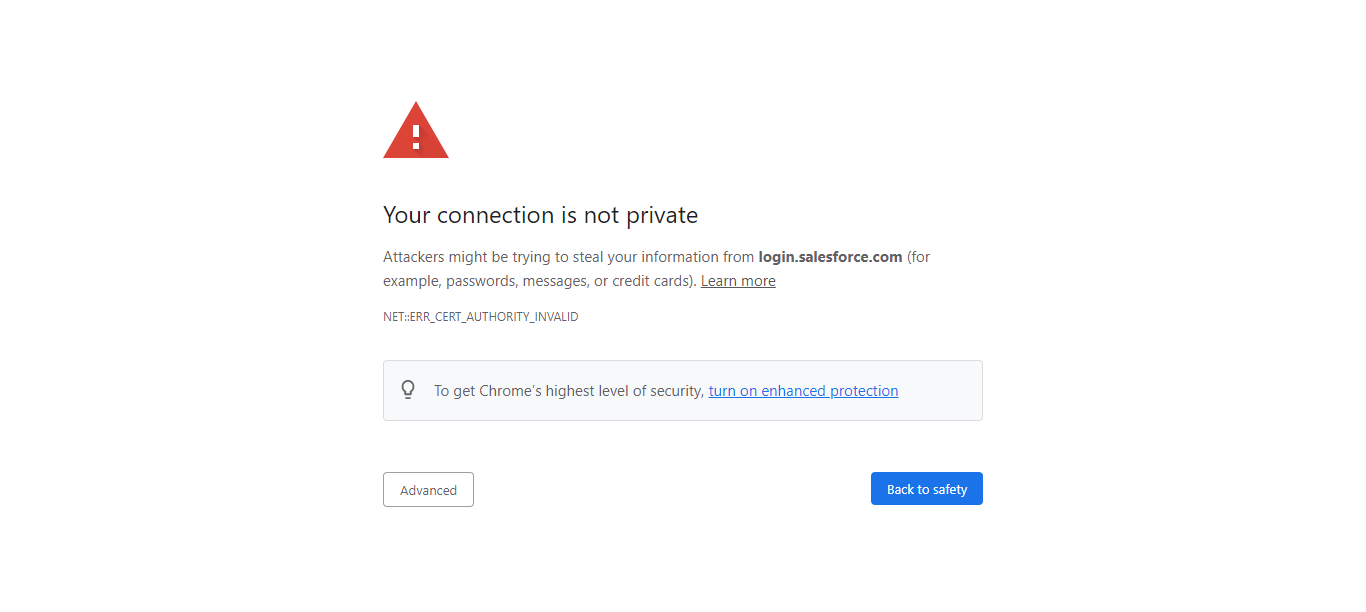 Your connection is not private
Attackers might be trying to steal your information from login.salesforce.com (for
example, passwords, messages, or credit cards). Learn more
NET::ERR_CERT_AUTHORITY_INVALID
To get Chrome's highest level of security, turn on enhanced protection
Advanced
Back to safety